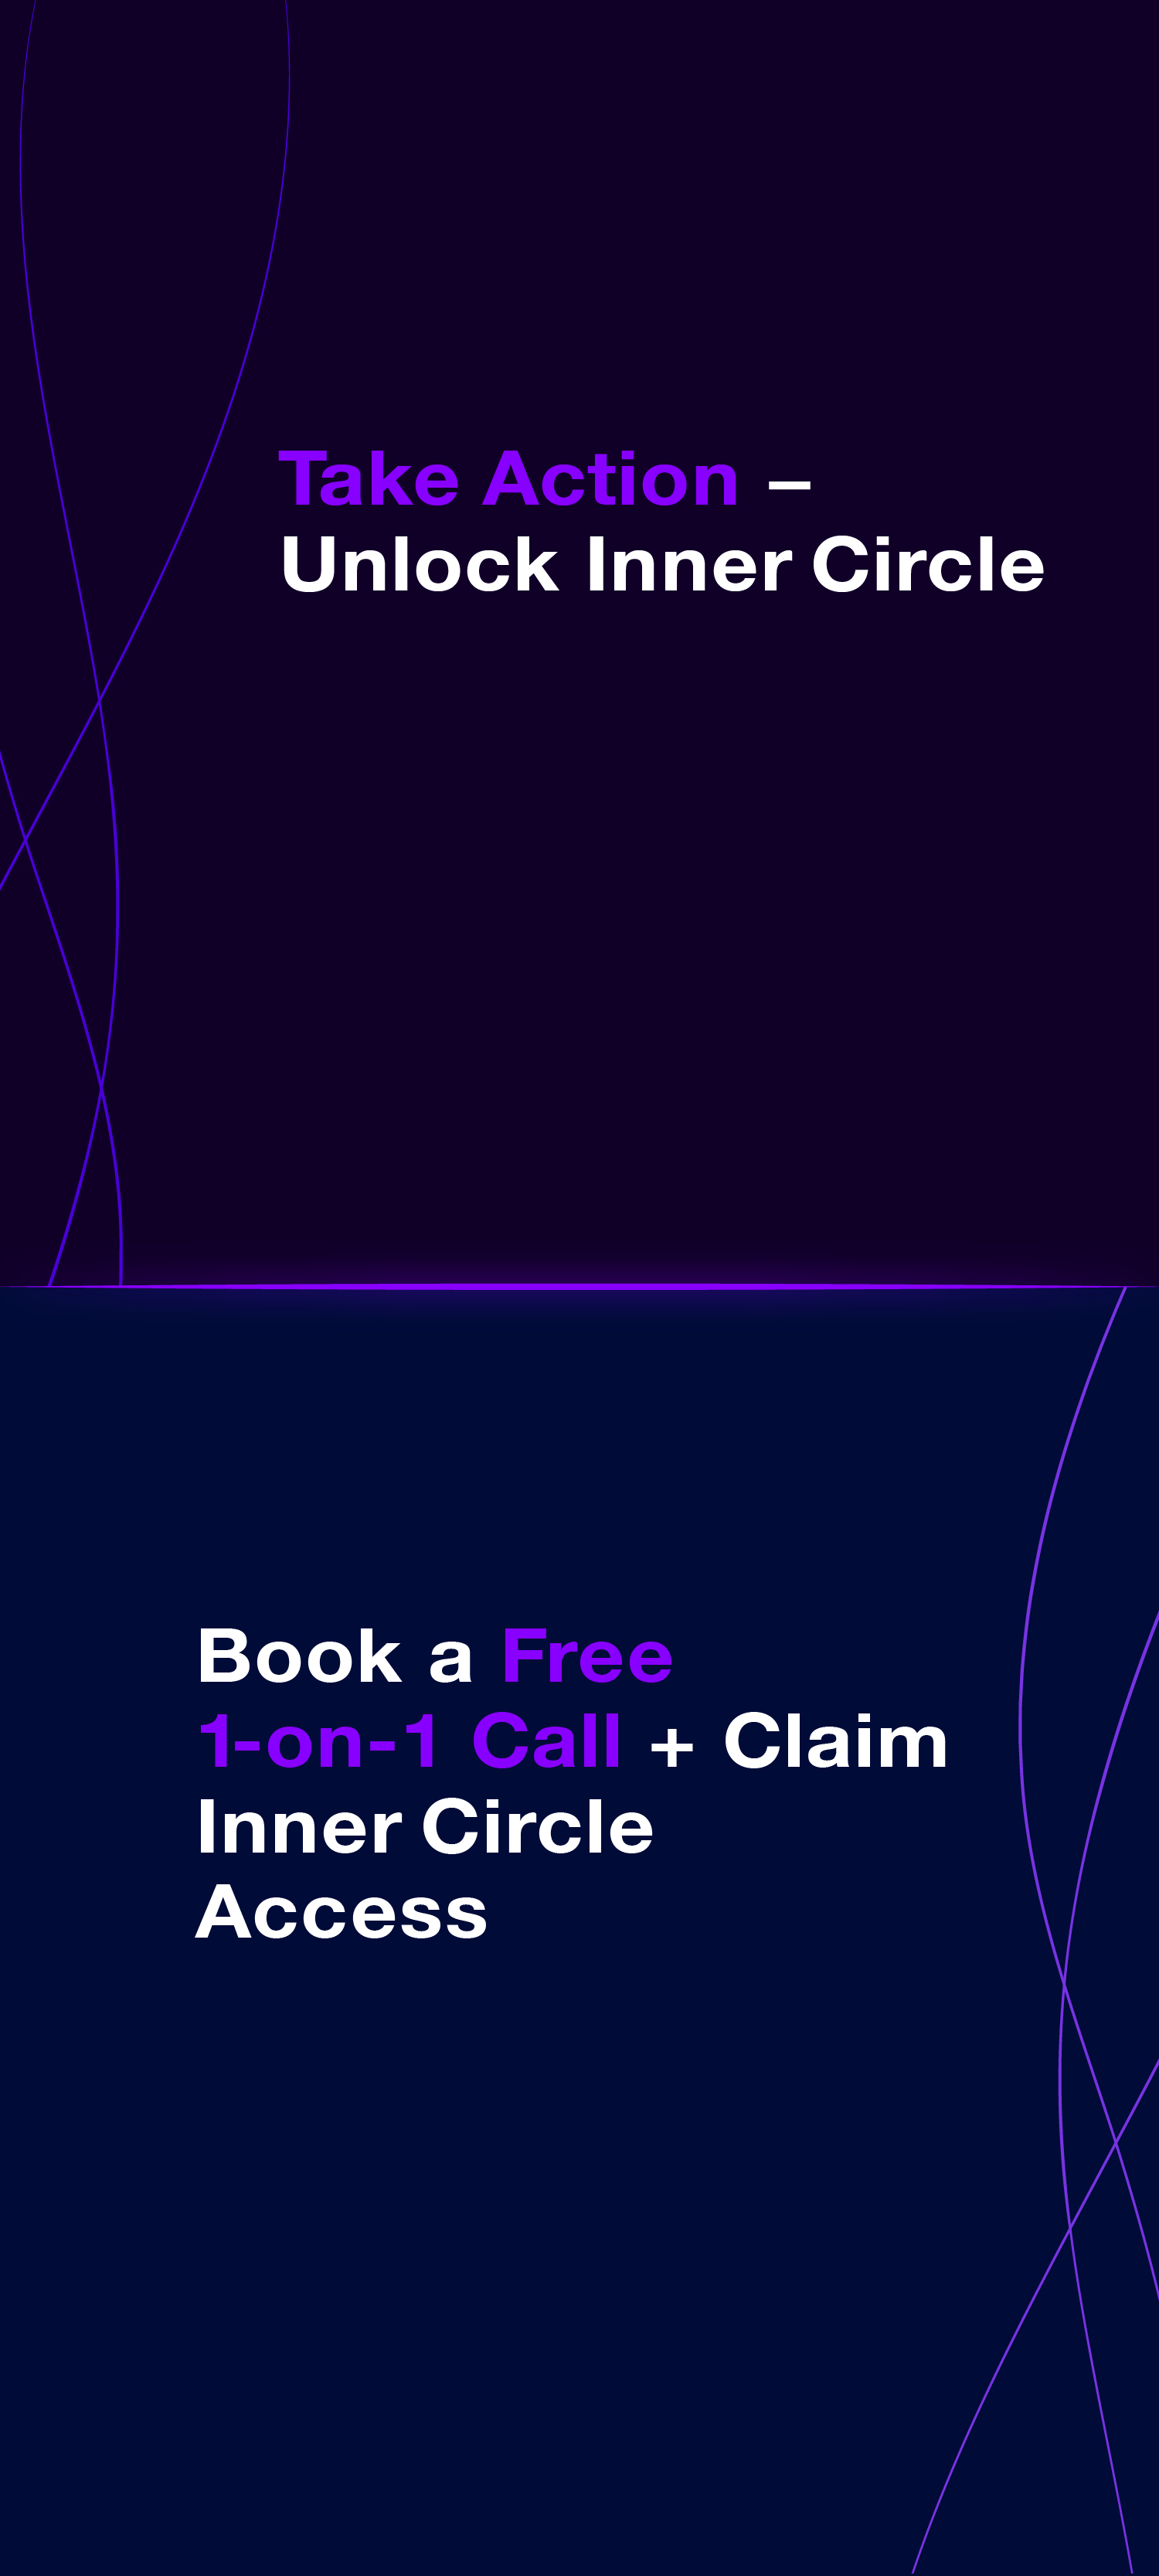 Take Action –
Unlock Inner Circle
Book a Free
1-on-1 Call + Claim
Inner Circle
Access